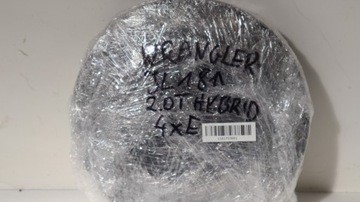 WRANGLER
JL 18^
2.0T HYBRID
4xE